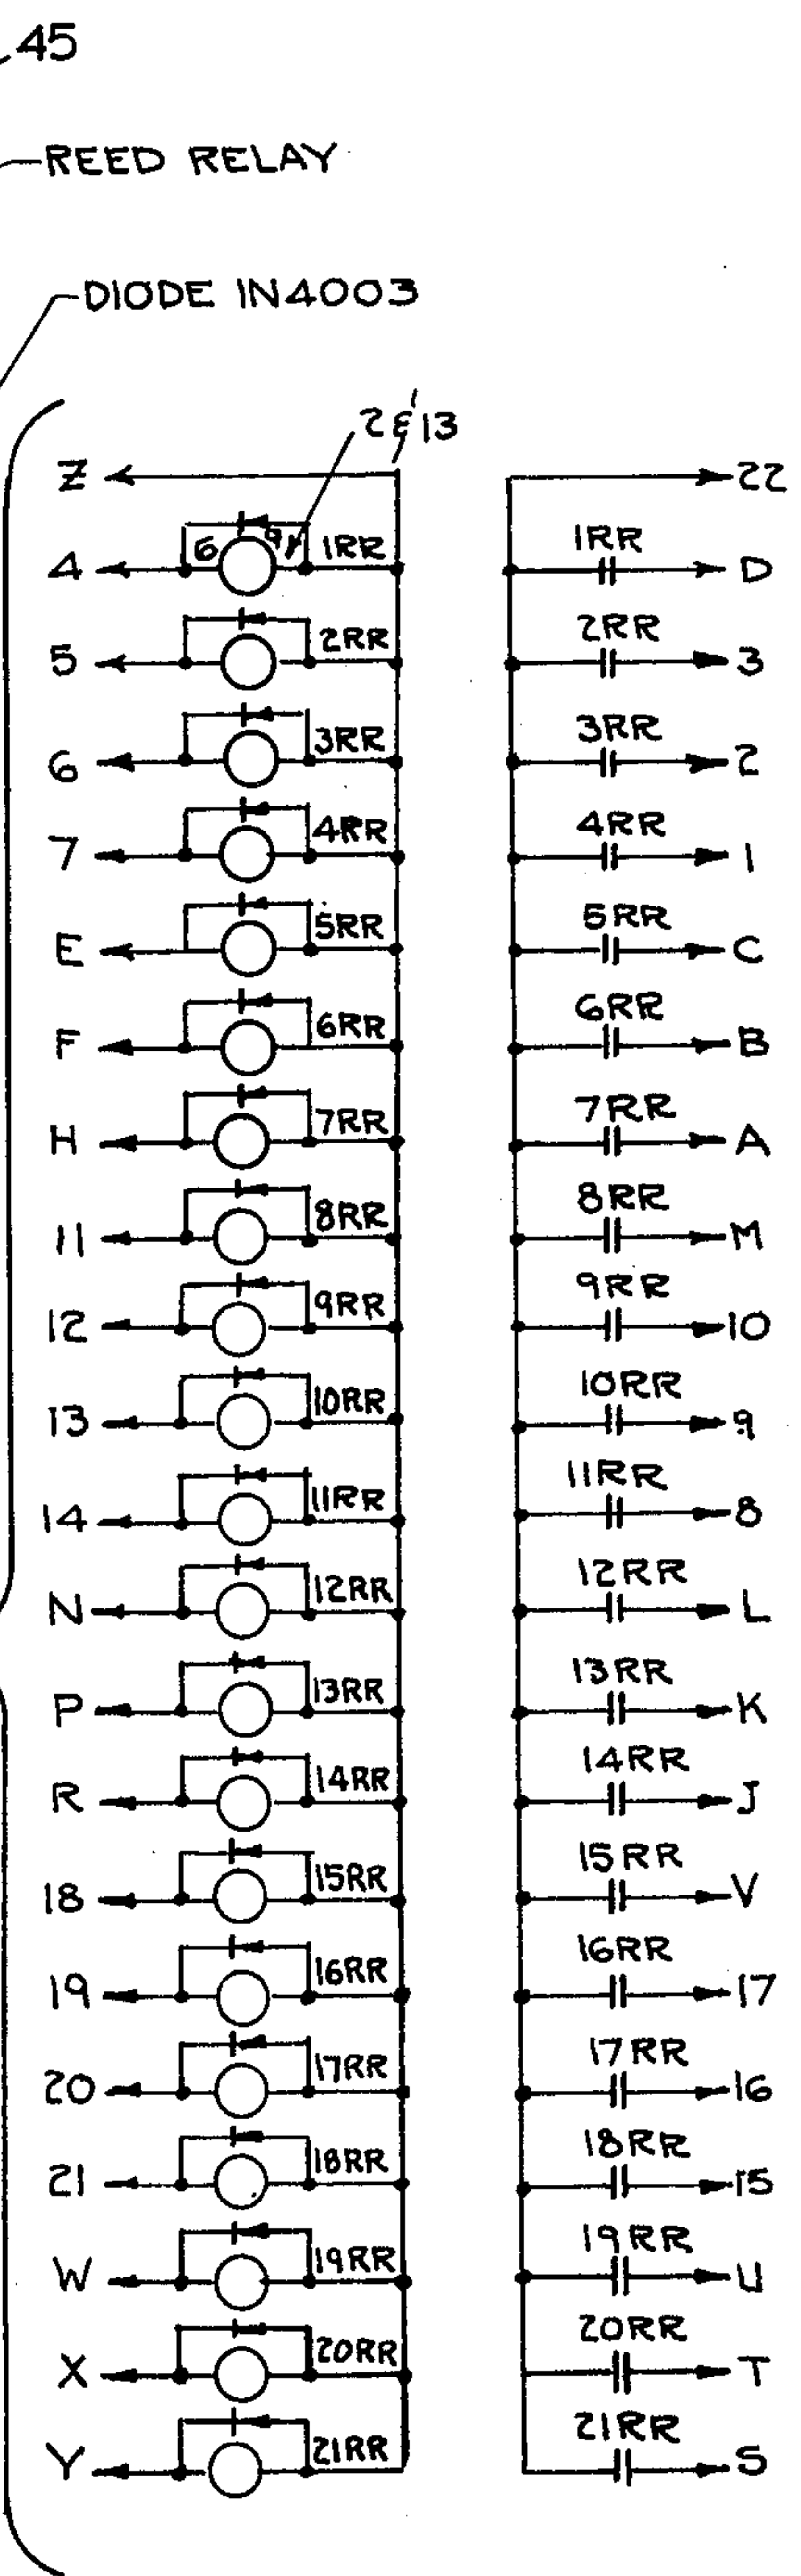 45
REED RELAY
DIODE IN4003
2 & 13
Z 22
4 6 9 1RR 1RR D
5 2RR 2RR 3
6 3RR 3RR 2
7 4RR 4RR 1
E 5RR 5RR C
F 6RR 6RR B
H 7RR 7RR A
11 8RR 8RR M
12 9RR 9RR 10
13 10RR 10RR 9
14 11RR 11RR 8
N 12RR 12RR L
P 13RR 13RR K
R 14RR 14RR J
18 15RR 15RR V
19 16RR 16RR 17
20 17RR 17RR 16
21 18RR 18RR 15
W 19RR 19RR U
X 20RR 20RR T
Y 21RR 21RR S